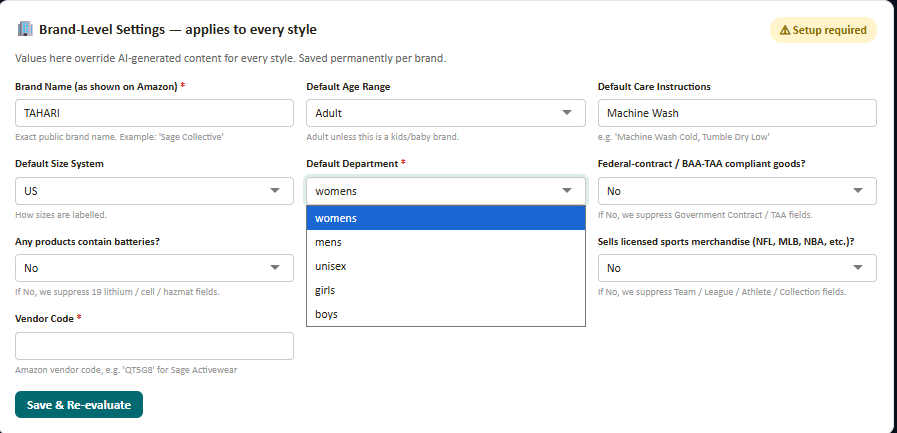 Brand-Level Settings — applies to every style
⚠ Setup required
Values here override AI-generated content for every style. Saved permanently per brand.
Brand Name (as shown on Amazon) *
TAHARI
Exact public brand name. Example: 'Sage Collective'
Default Age Range
Adult
Adult unless this is a kids/baby brand.
Default Care Instructions
Machine Wash
e.g. 'Machine Wash Cold, Tumble Dry Low'
Default Size System
US
How sizes are labelled.
Default Department *
womens
womens
mens
unisex
girls
boys
Federal-contract / BAA-TAA compliant goods?
No
If No, we suppress Government Contract / TAA fields.
Any products contain batteries?
No
If No, we suppress 19 lithium / cell / hazmat fields.
Sells licensed sports merchandise (NFL, MLB, NBA, etc.)?
No
If No, we suppress Team / League / Athlete / Collection fields.
Vendor Code *
Amazon vendor code, e.g. 'QT5G8' for Sage Activewear
Save & Re-evaluate